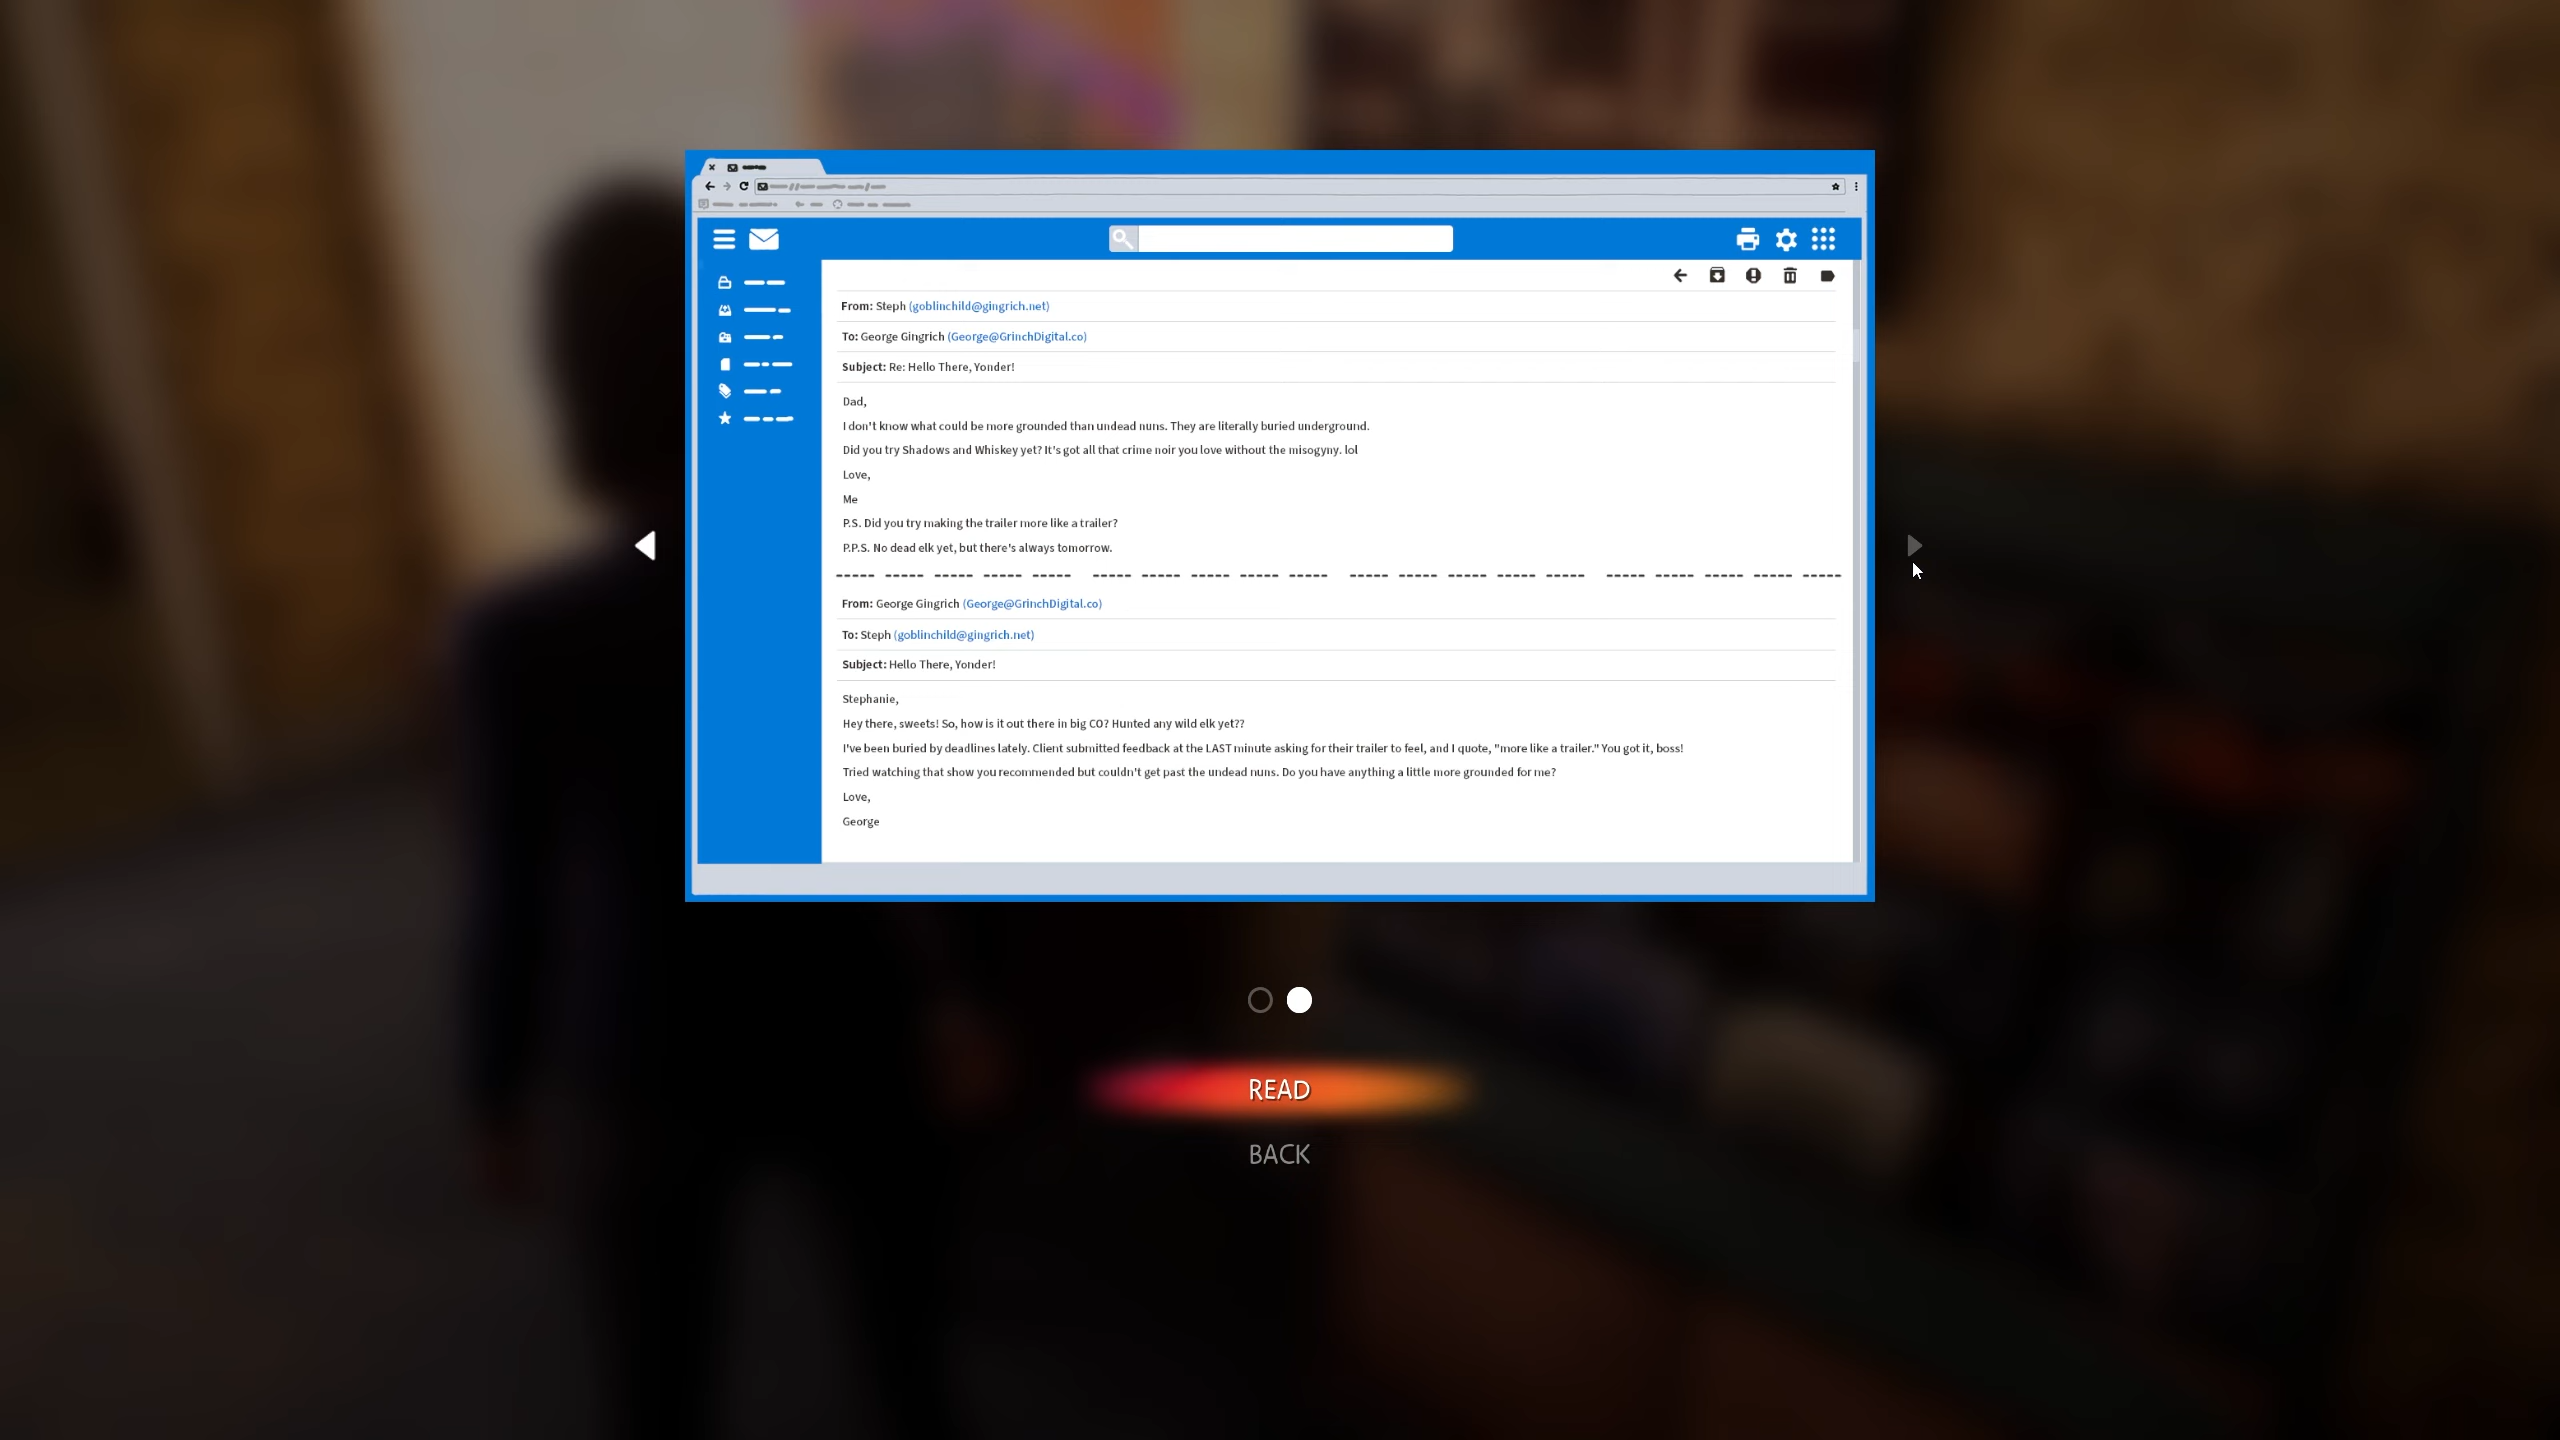 From: Steph (goblinchild@gingrich.net)
To: George Gingrich (George@GrinchDigital.co)
Subject: Re: Hello There, Yonder!
Dad,
I don't know what could be more grounded than undead nuns. They are literally buried underground.
Did you try Shadows and Whiskey yet? It's got all that crime noir you love without the misogyny. lol
Love,
Me
P.S. Did you try making the trailer more like a trailer?
P.P.S. No dead elk yet, but there's always tomorrow.
From: George Gingrich (George@GrinchDigital.co)
To: Steph (goblinchild@gingrich.net)
Subject: Hello There, Yonder!
Stephanie,
Hey there, sweets! So, how is it out there in big CO? Hunted any wild elk yet??
I've been buried by deadlines lately. Client submitted feedback at the LAST minute asking for their trailer to feel, and I quote, "more like a trailer." You got it, boss!
Tried watching that show you recommended but couldn't get past the undead nuns. Do you have anything a little more grounded for me?
Love,
George
READ
BACK